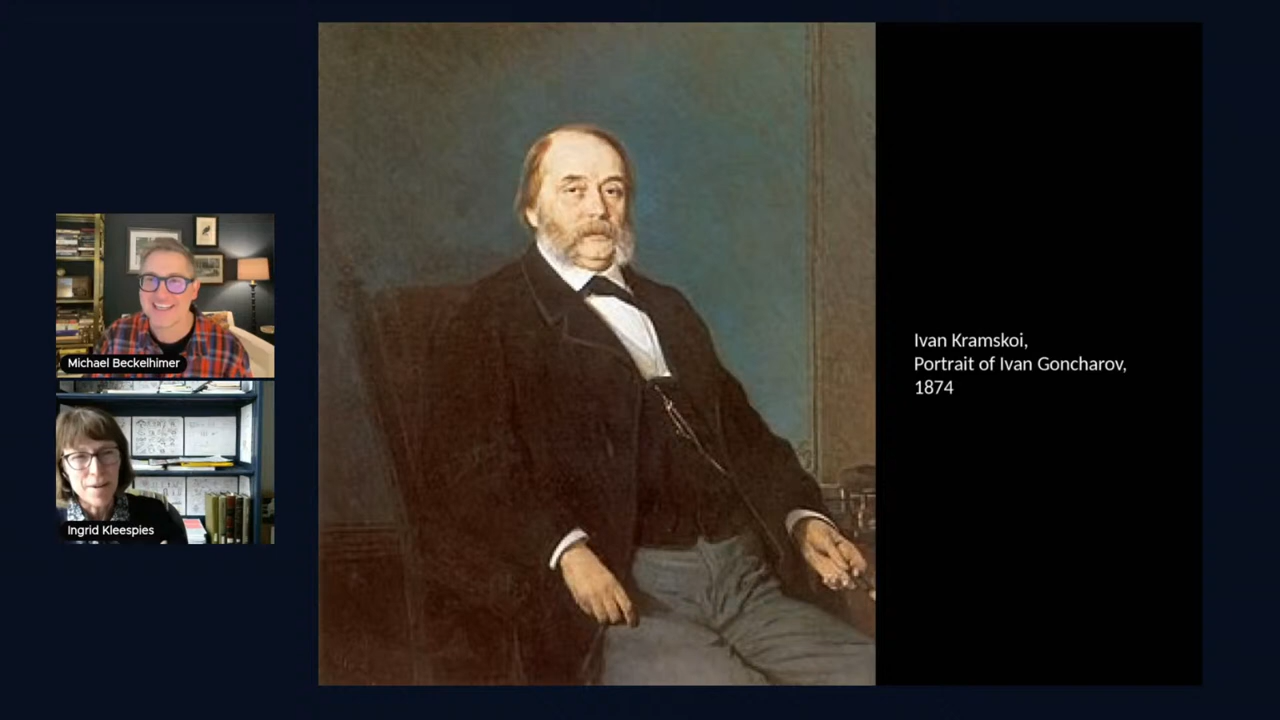 Michael Beckelhimer
Ingrid Kleespies
Ivan Kramskoi,
Portrait of Ivan Goncharov,
1874